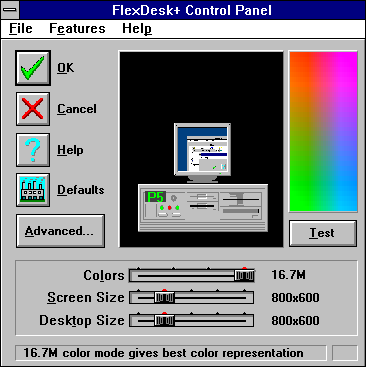 FlexDesk+ Control Panel
File Features Help
OK
Cancel
Help
Defaults
Advanced...
P5
Test
Colors 16.7M
Screen Size 800x600
Desktop Size 800x600
16.7M color mode gives best color representation